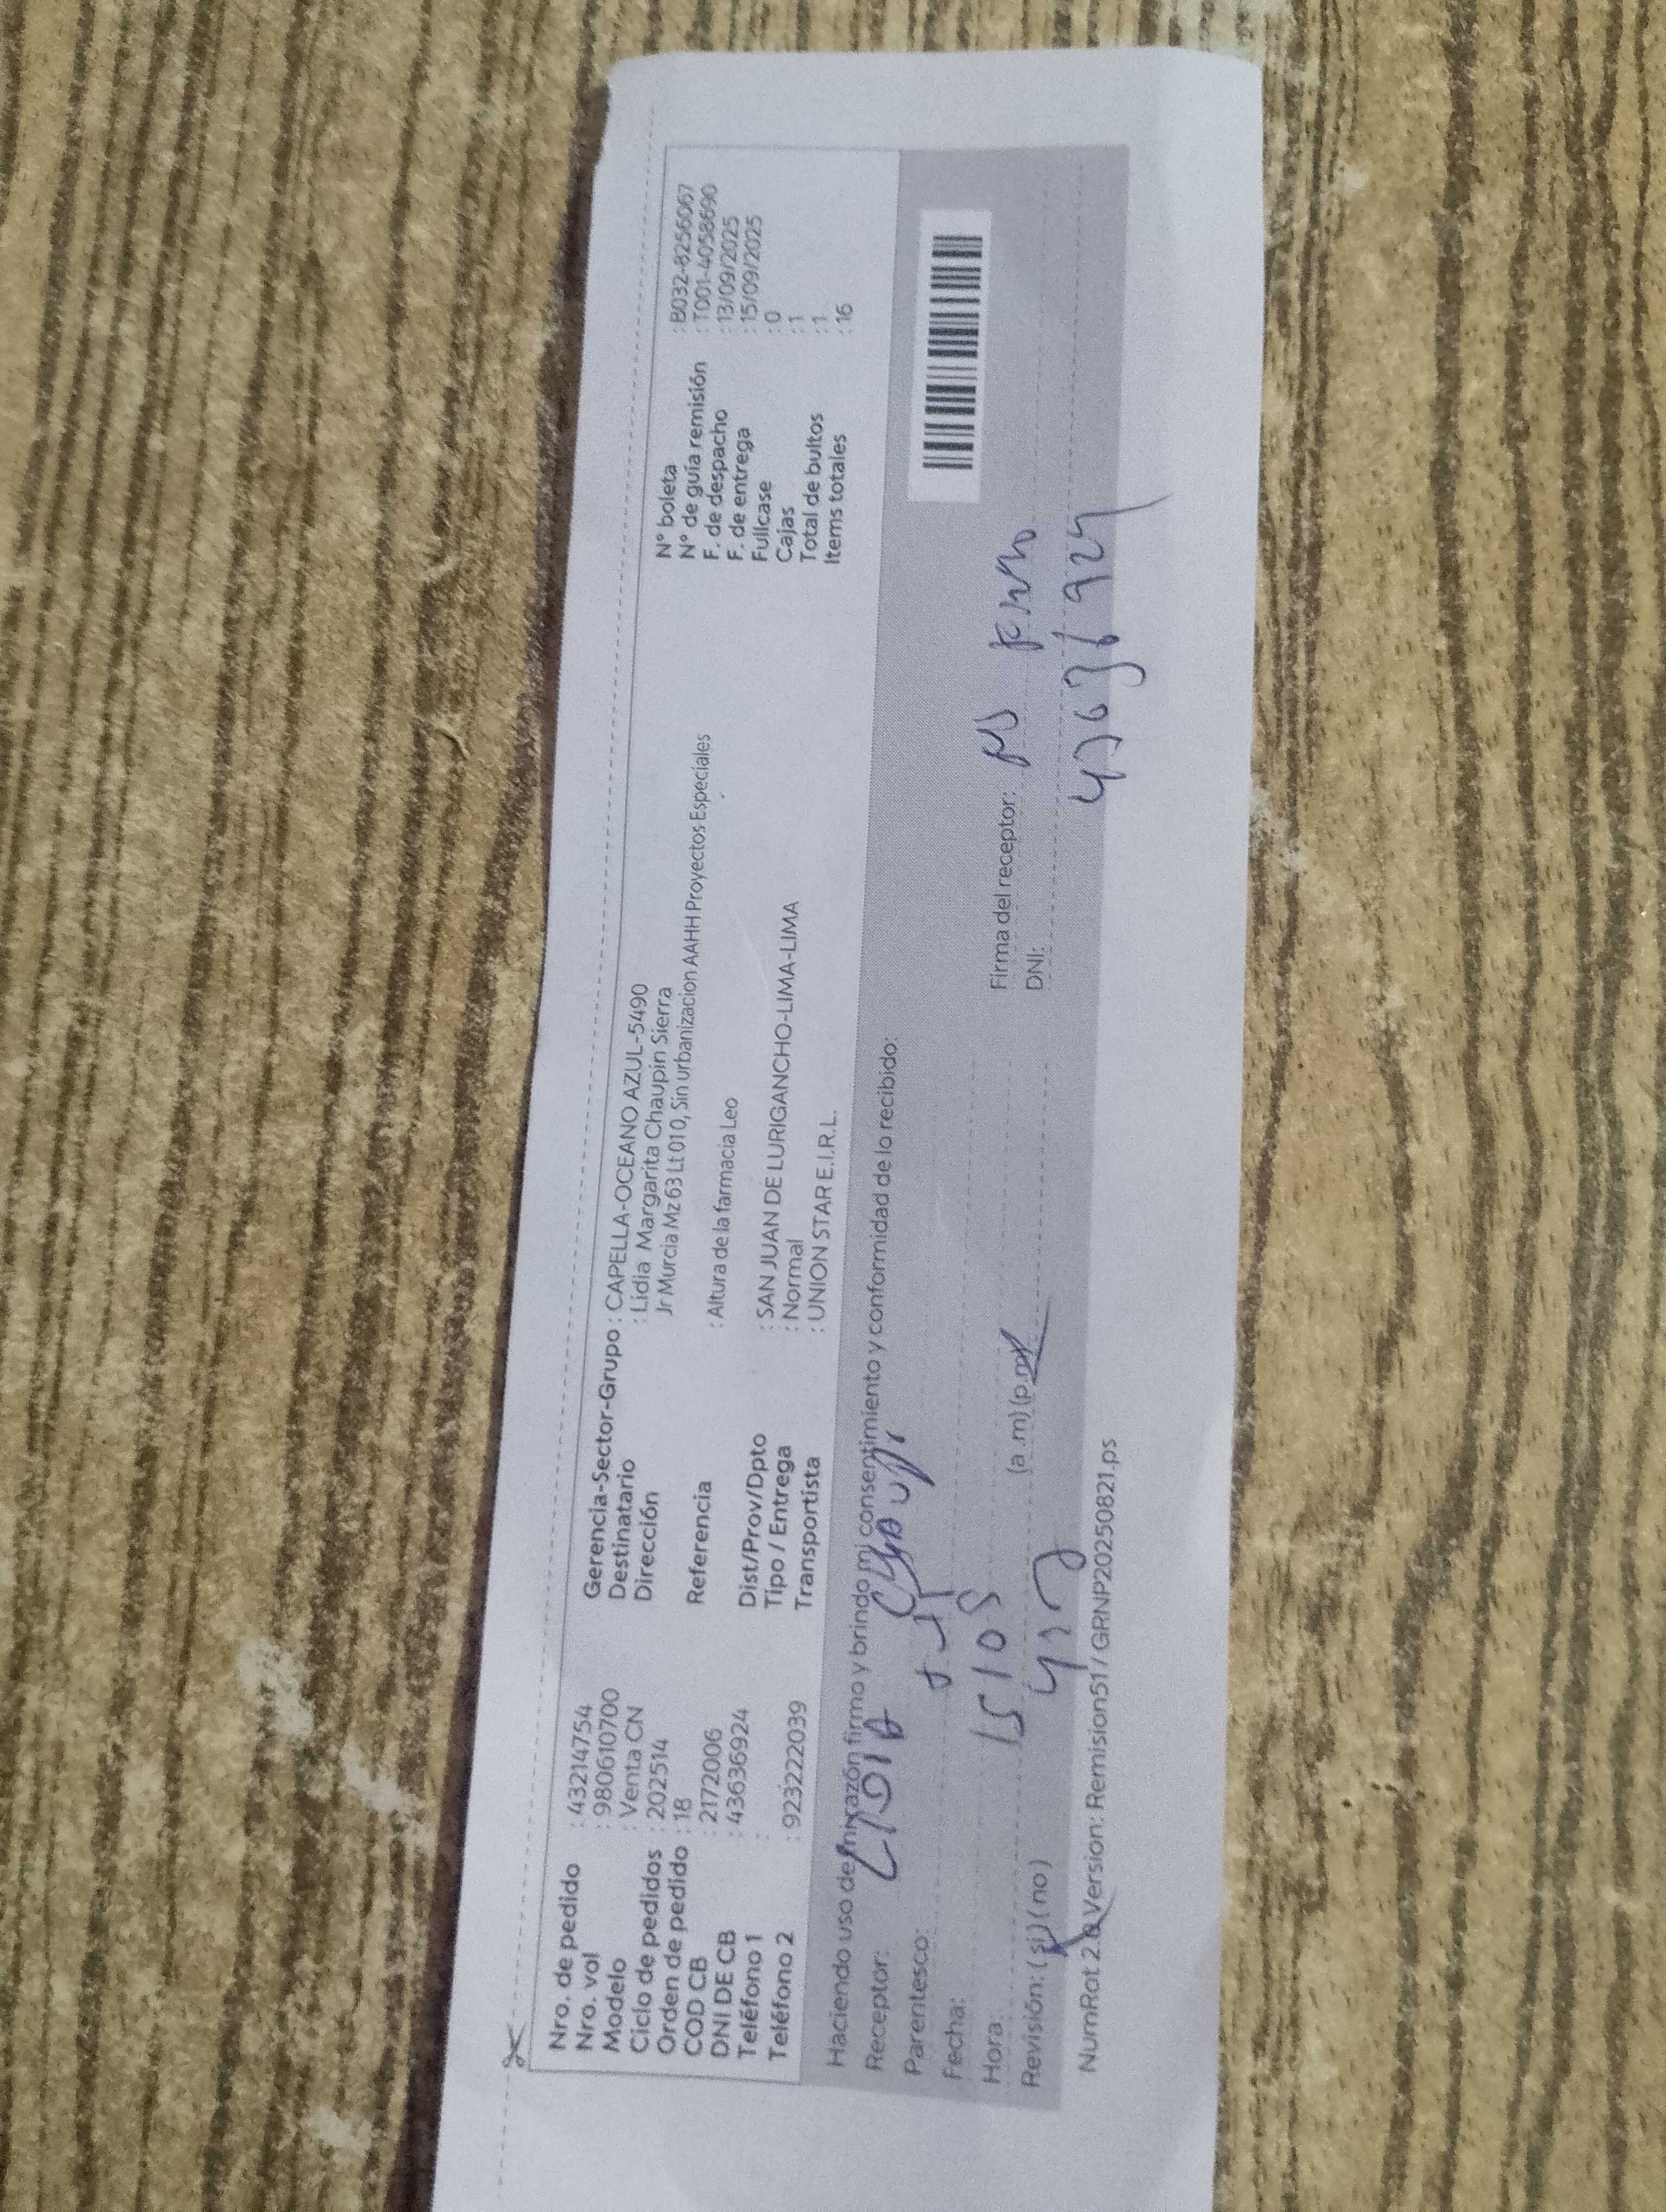 Nro. de pedido : 43214754
Nro. vol : 980610700
Modelo : Venta CN
Ciclo de pedidos : 202514
Orden de pedido : 18
COD CB : 2172006
DNI DE CB : 43636924
Teléfono 1 :
Teléfono 2 : 923222039
Gerencia-Sector-Grupo : CAPELLA-OCEANO AZUL-5490
Destinatario : Lidia Margarita Chaupin Sierra
Dirección Jr Murcia Mz 63 Lt 010, Sin urbanizacion AAHH Proyectos Especiales
Referencia : Altura de la farmacia Leo
Dist/Prov/Dpto : SAN JUAN DE LURIGANCHO-LIMA-LIMA
Tipo / Entrega : Normal
Transportista : UNION STAR E.I.R.L.
N° boleta : B032-8256067
N° de guía remisión : T001-4058690
F. de despacho : 13/09/2025
F. de entrega : 15/09/2025
Fullcase : 0
Cajas : 1
Total de bultos : 1
Items totales : 16
Haciendo uso de mi razón firmo y brindo mi consentimiento y conformidad de lo recibido:
Receptor: LIDIA
Parentesco:
Fecha:
Hora: (a.m) (p.m)
Revisión: (si) (no)
Firma del receptor:
DNI: 43636924
NumRot 2.0 Version: Remision51 / GRNP20250821.ps